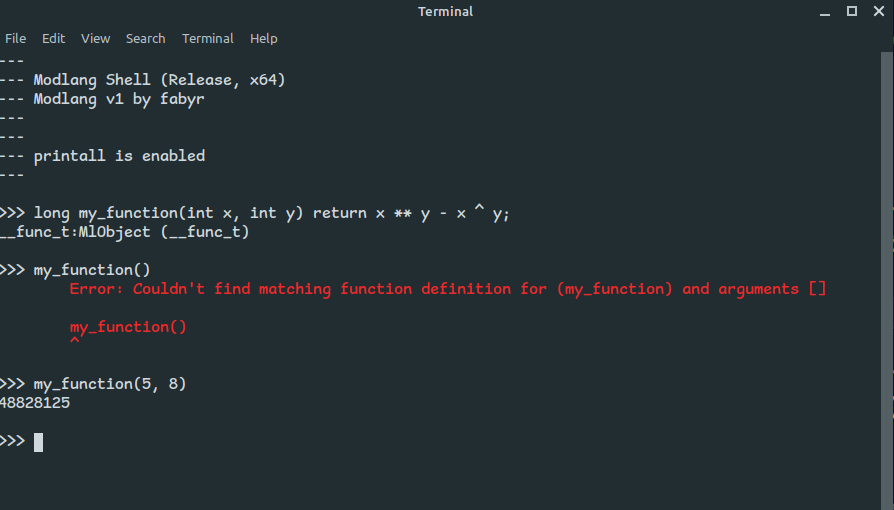 Terminal
File Edit View Search Terminal Help
---
--- Modlang Shell (Release, x64)
--- Modlang v1 by fabyr
---
---
--- printall is enabled
---
>>> long my_function(int x, int y) return x ** y - x ^ y;
__func_t:MlObject (__func_t)
>>> my_function()
Error: Couldn't find matching function definition for (my_function) and arguments []
my_function()
^
>>> my_function(5, 8)
48828125
>>>